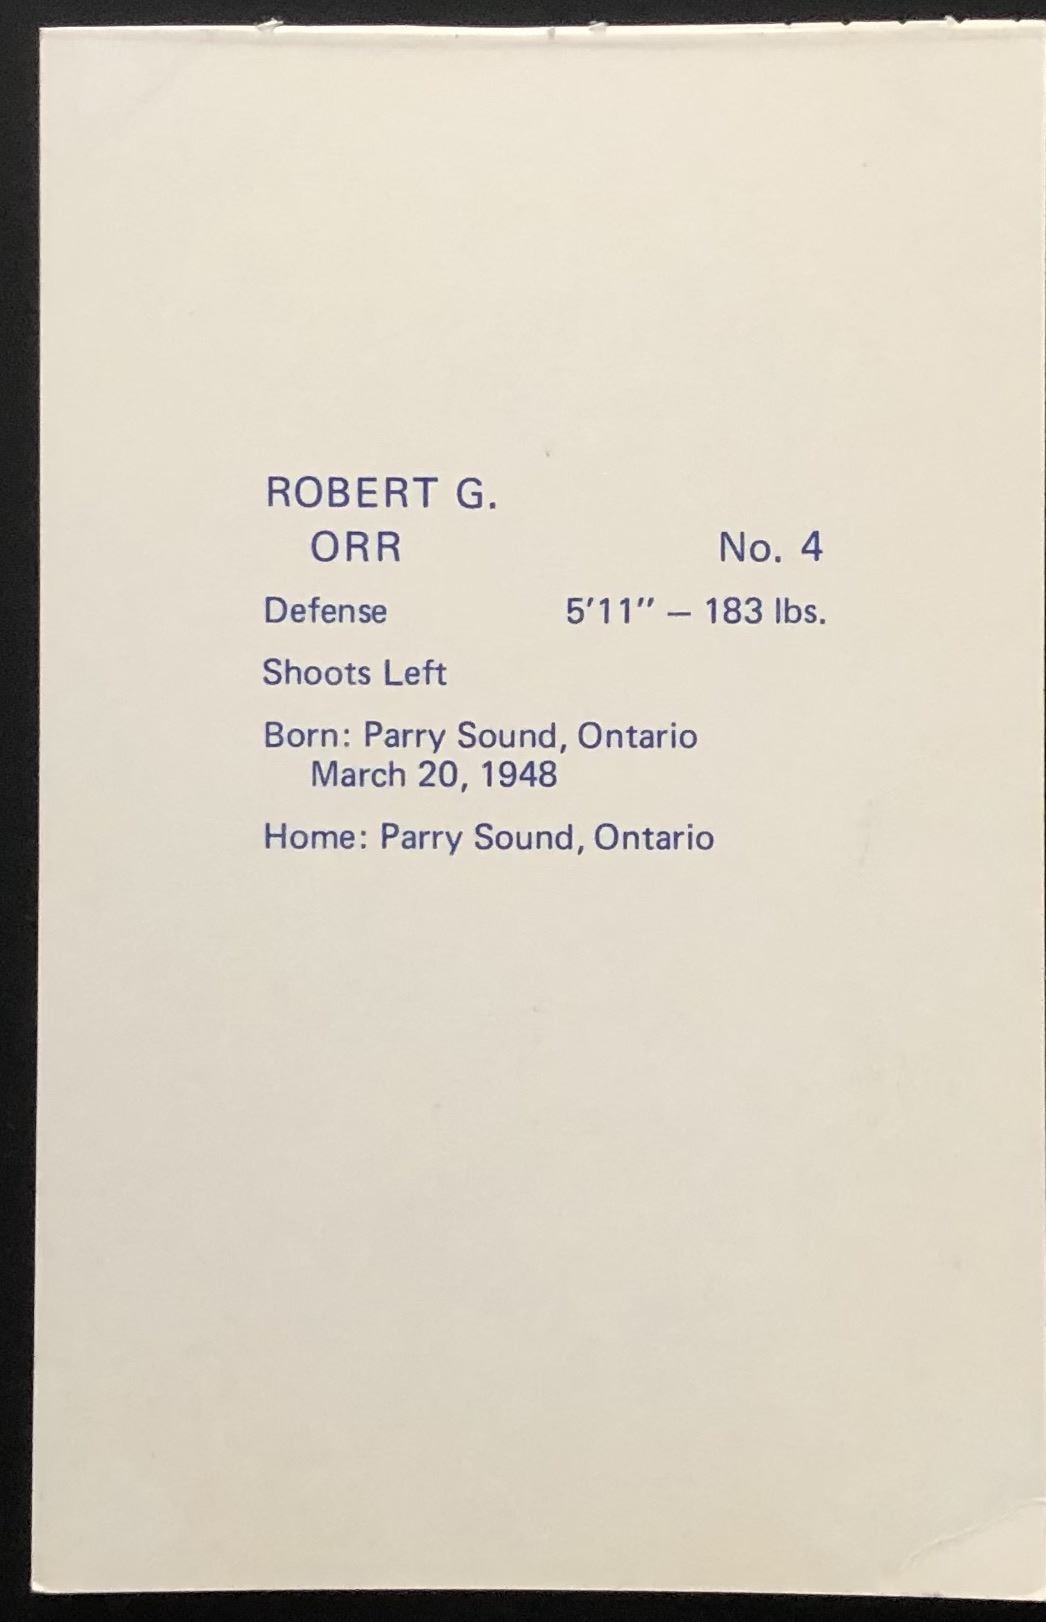 ROBERT G.
ORR No. 4
Defense 5'11" – 183 lbs.
Shoots Left
Born: Parry Sound, Ontario
March 20, 1948
Home: Parry Sound, Ontario